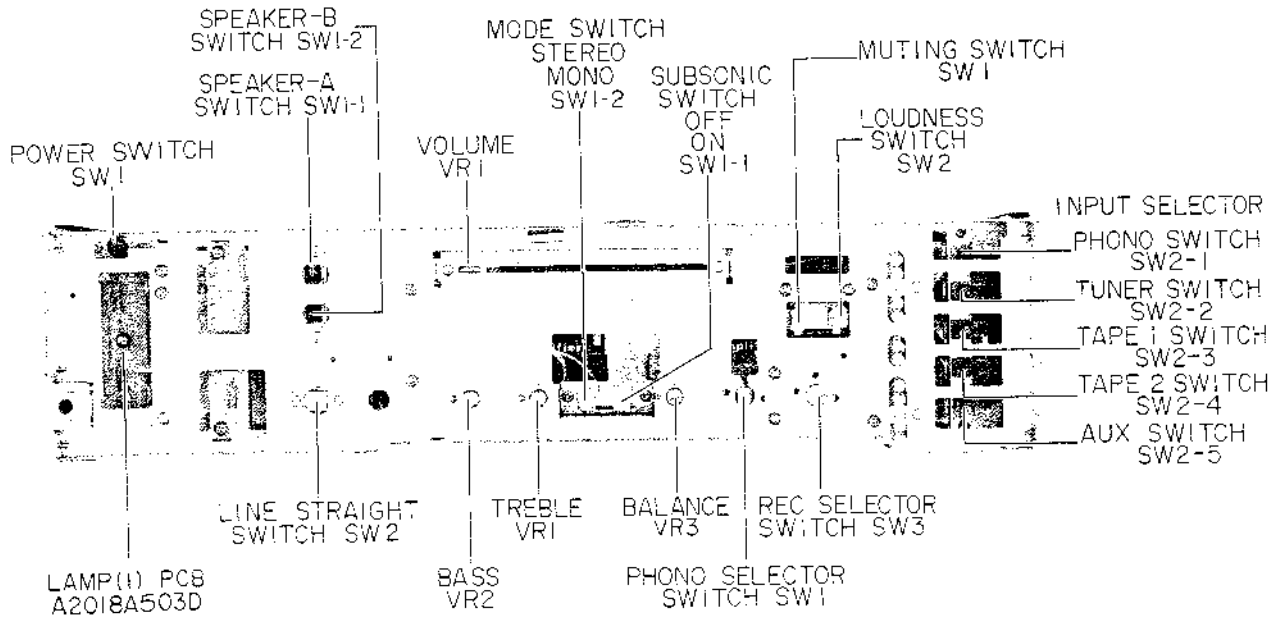 SPEAKER-B
SWITCH SW1-2
SPEAKER-A
SWITCH SW1-1
POWER SWITCH
SW1
VOLUME
VR1
MODE SWITCH
STEREO
MONO
SW1-2
SUBSONIC
SWITCH
OFF
ON
SW1-1
MUTING SWITCH
SW1
LOUDNESS
SWITCH
SW2
INPUT SELECTOR
PHONO SWITCH
SW2-1
TUNER SWITCH
SW2-2
TAPE 1 SWITCH
SW2-3
TAPE 2 SWITCH
SW2-4
AUX SWITCH
SW2-5
LINE STRAIGHT
SWITCH SW2
TREBLE
VR1
BALANCE
VR3
REC SELECTOR
SWITCH SW3
LAMP(1) PCB
A2018A503D
BASS
VR2
PHONO SELECTOR
SWITCH SW1